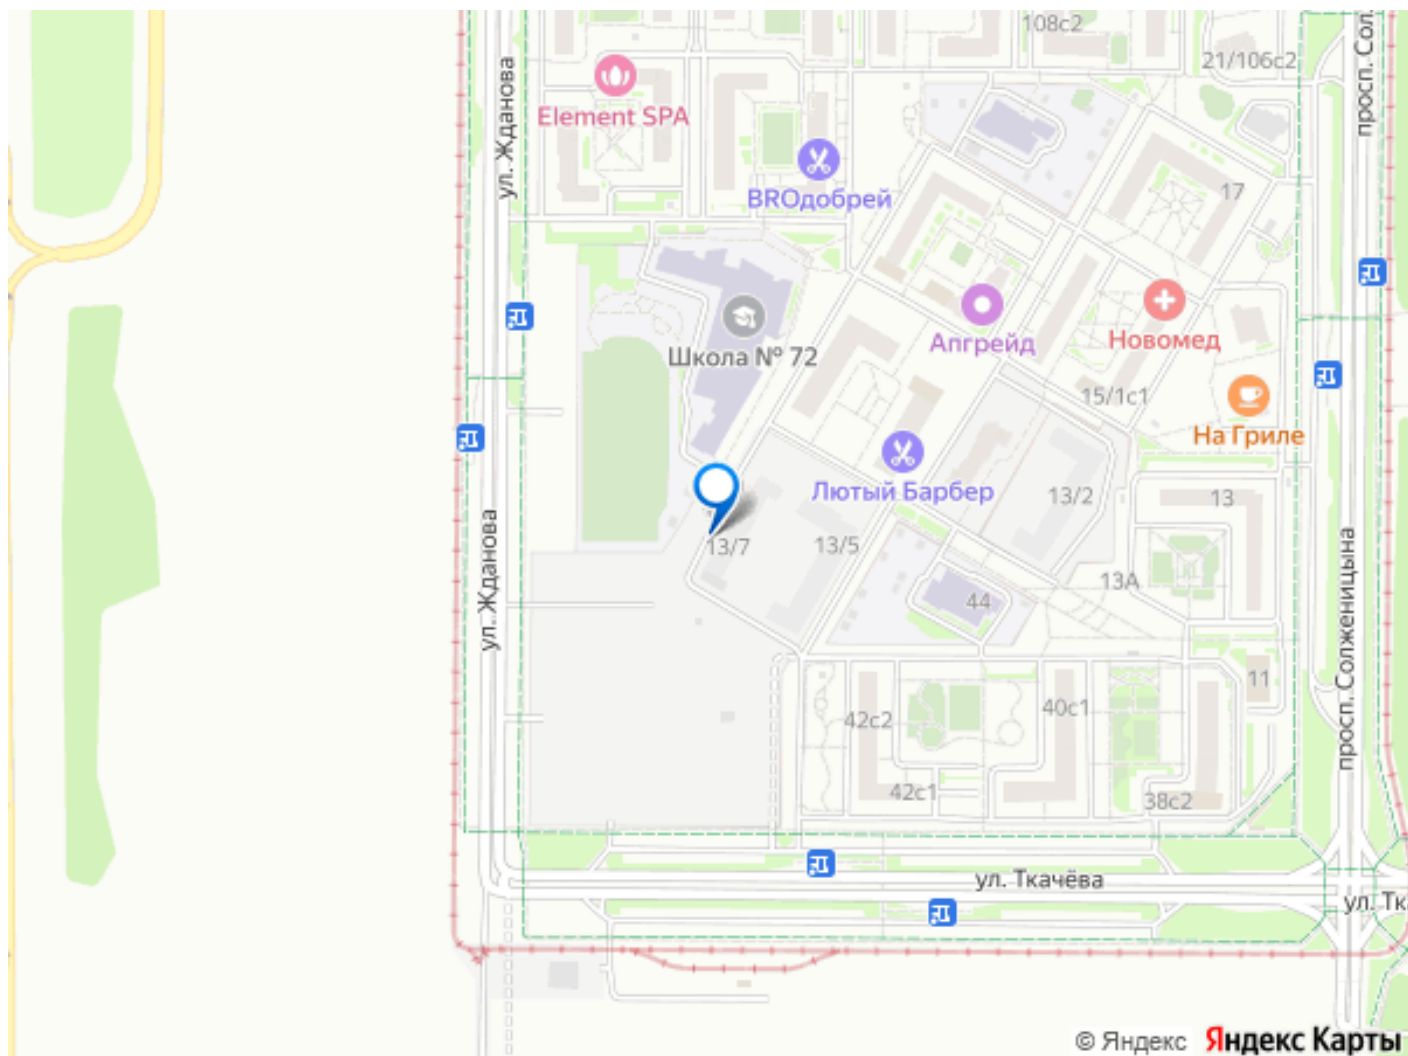 108с2
21/106с2
просп. Сол.
ул. Жданова
Element SPA
BROдобрей
17
Школа № 72
Апгрейд
Новомед
15/1с1
На Гриле
Лютый Барбер
13/2
13
13/7
13/5
13А
44
ул. Жданова
просп. Солженицына
11
42с2
40с1
42с1
38с2
ул. Ткачёва
ул. Тк
© Яндекс Яндекс Карты